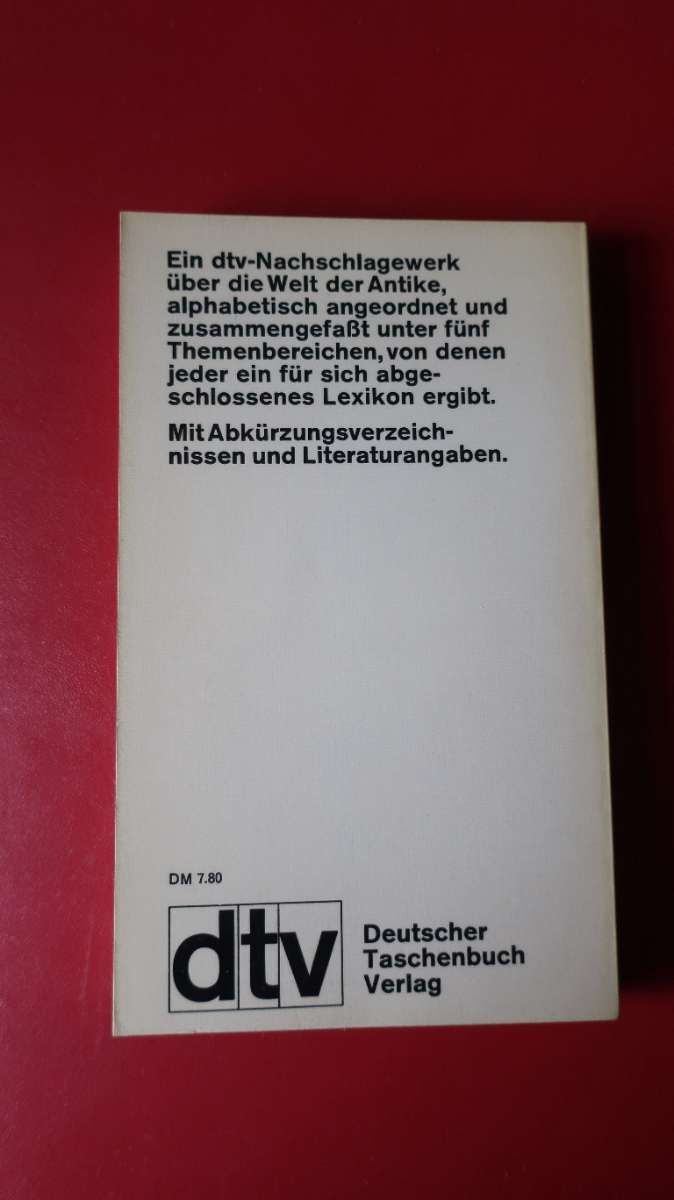 Ein dtv-Nachschlagewerk
über die Welt der Antike,
alphabetisch angeordnet und
zusammengefaßt unter fünf
Themenbereichen, von denen
jeder ein für sich abge-
schlossenes Lexikon ergibt.
Mit Abkürzungsverzeich-
nissen und Literaturangaben.
DM 7.80
dtv
Deutscher
Taschenbuch
Verlag